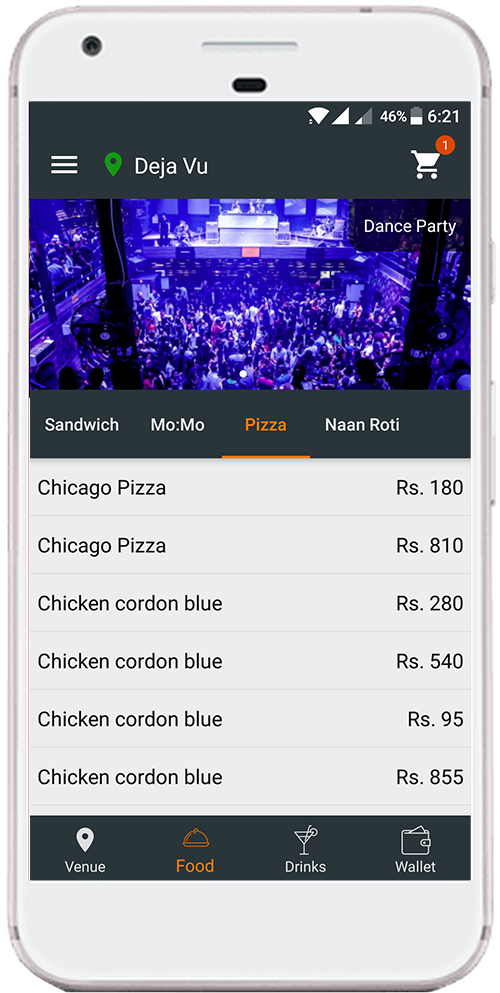 46% 6:21
Deja Vu 1
Dance Party
Sandwich Mo:Mo Pizza Naan Roti
Chicago Pizza Rs. 180
Chicago Pizza Rs. 810
Chicken cordon blue Rs. 280
Chicken cordon blue Rs. 540
Chicken cordon blue Rs. 95
Chicken cordon blue Rs. 855
Venue Food Drinks Wallet